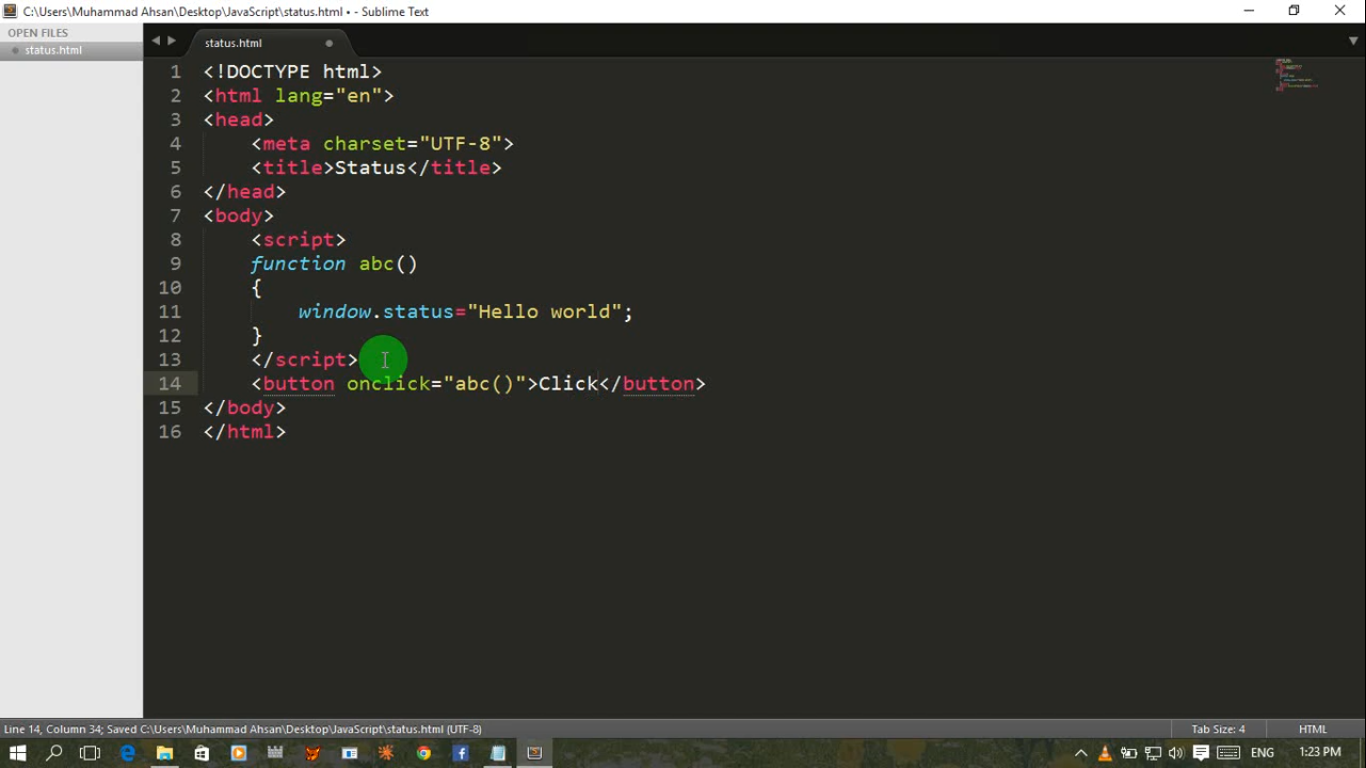 C:\Users\Muhammad Ahsan\Desktop\JavaScript\status.html • - Sublime Text
OPEN FILES
status.html
status.html
1 <!DOCTYPE html>
2 <html lang="en">
3 <head>
4 <meta charset="UTF-8">
5 <title>Status</title>
6 </head>
7 <body>
8 <script>
9 function abc()
10 {
11 window.status="Hello world";
12 }
13 </script>
14 <button onclick="abc()">Click</button>
15 </body>
16 </html>
Line 14, Column 34; Saved C:\Users\Muhammad Ahsan\Desktop\JavaScript\status.html (UTF-8)
Tab Size: 4
HTML
ENG
1:23 PM